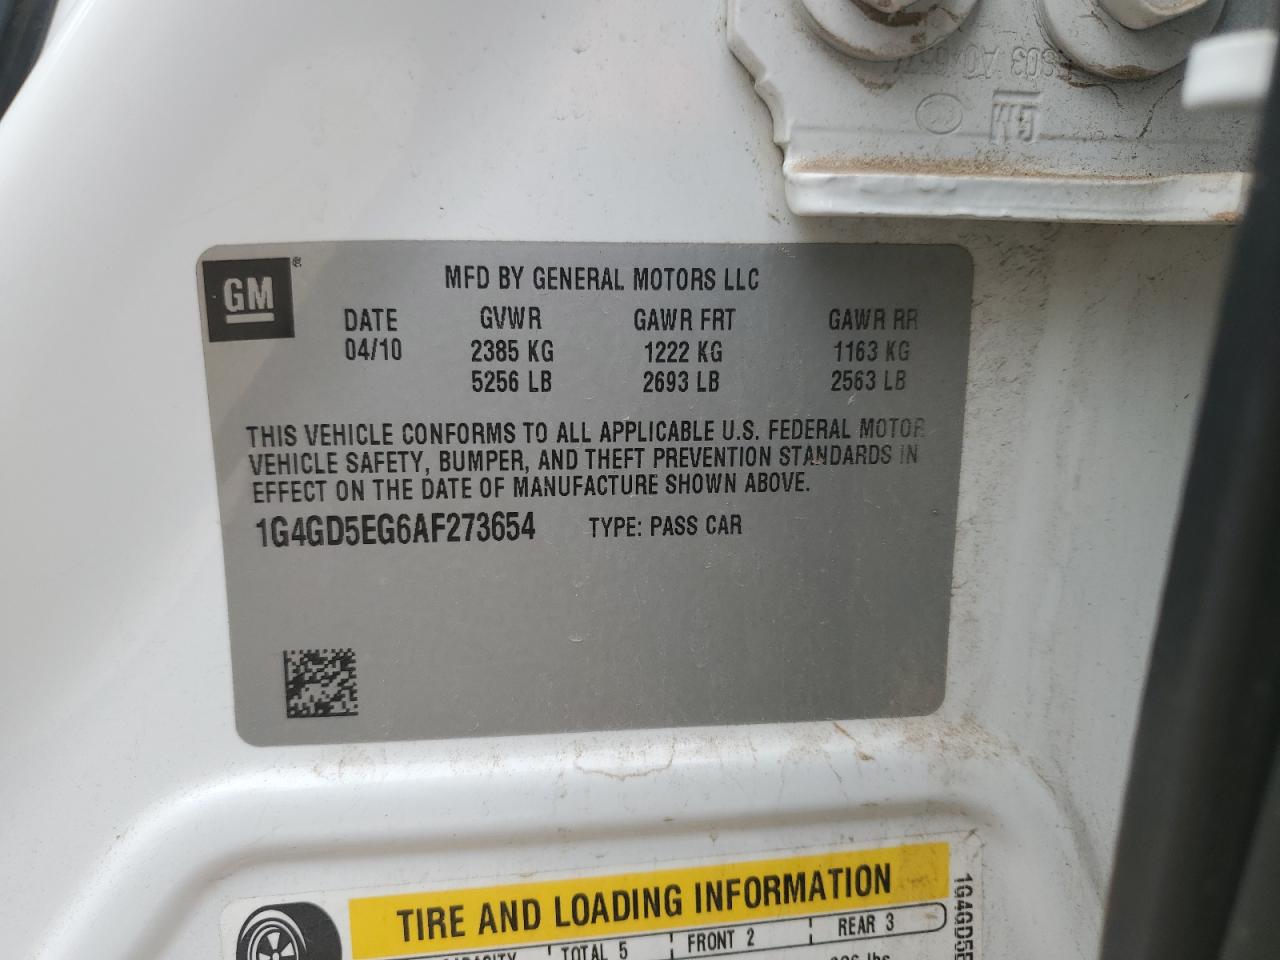 GM
GM®
MFD BY GENERAL MOTORS LLC
DATE GVWR GAWR FRT GAWR RR
04/10 2385 KG 1222 KG 1163 KG
5256 LB 2693 LB 2563 LB
THIS VEHICLE CONFORMS TO ALL APPLICABLE U.S. FEDERAL MOTOR
VEHICLE SAFETY, BUMPER, AND THEFT PREVENTION STANDARDS IN
EFFECT ON THE DATE OF MANUFACTURE SHOWN ABOVE.
1G4GD5EG6AF273654 TYPE: PASS CAR
TIRE AND LOADING INFORMATION
TOTAL 5 FRONT 2 REAR 3
1G4GD5E